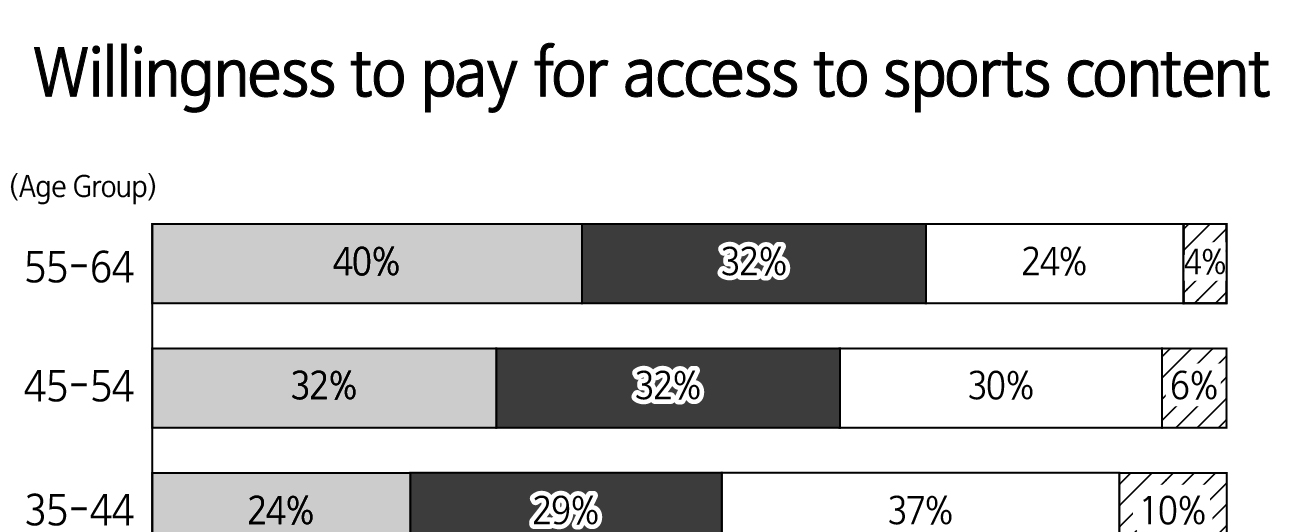 Willingness to pay for access to sports content
(Age Group)
55-64 40% 32% 24% 4%
45-54 32% 32% 30% 6%
35-44 24% 29% 37% 10%